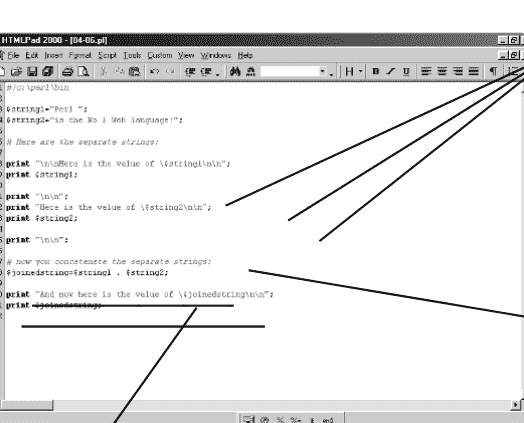 HTMLPad 2000 - [04-06.pl]
File Edit Insert Format Script Tools Custom View Windows Help
H B I U ¶
#!c:\perl\bin
$string1="Perl ";
$string2="is the No 1 Web language!";
# Here are the separate strings:
print "\n\nHere is the value of \$string1\n\n";
print $string1;
print "\n\n";
print "Here is the value of \$string2\n\n";
print $string2;
print "\n\n";
# now you concatenate the separate strings:
$joinedstring=$string1 . $string2;
print "And now here is the value of \$joinedstring\n\n";
print $joinedstring;